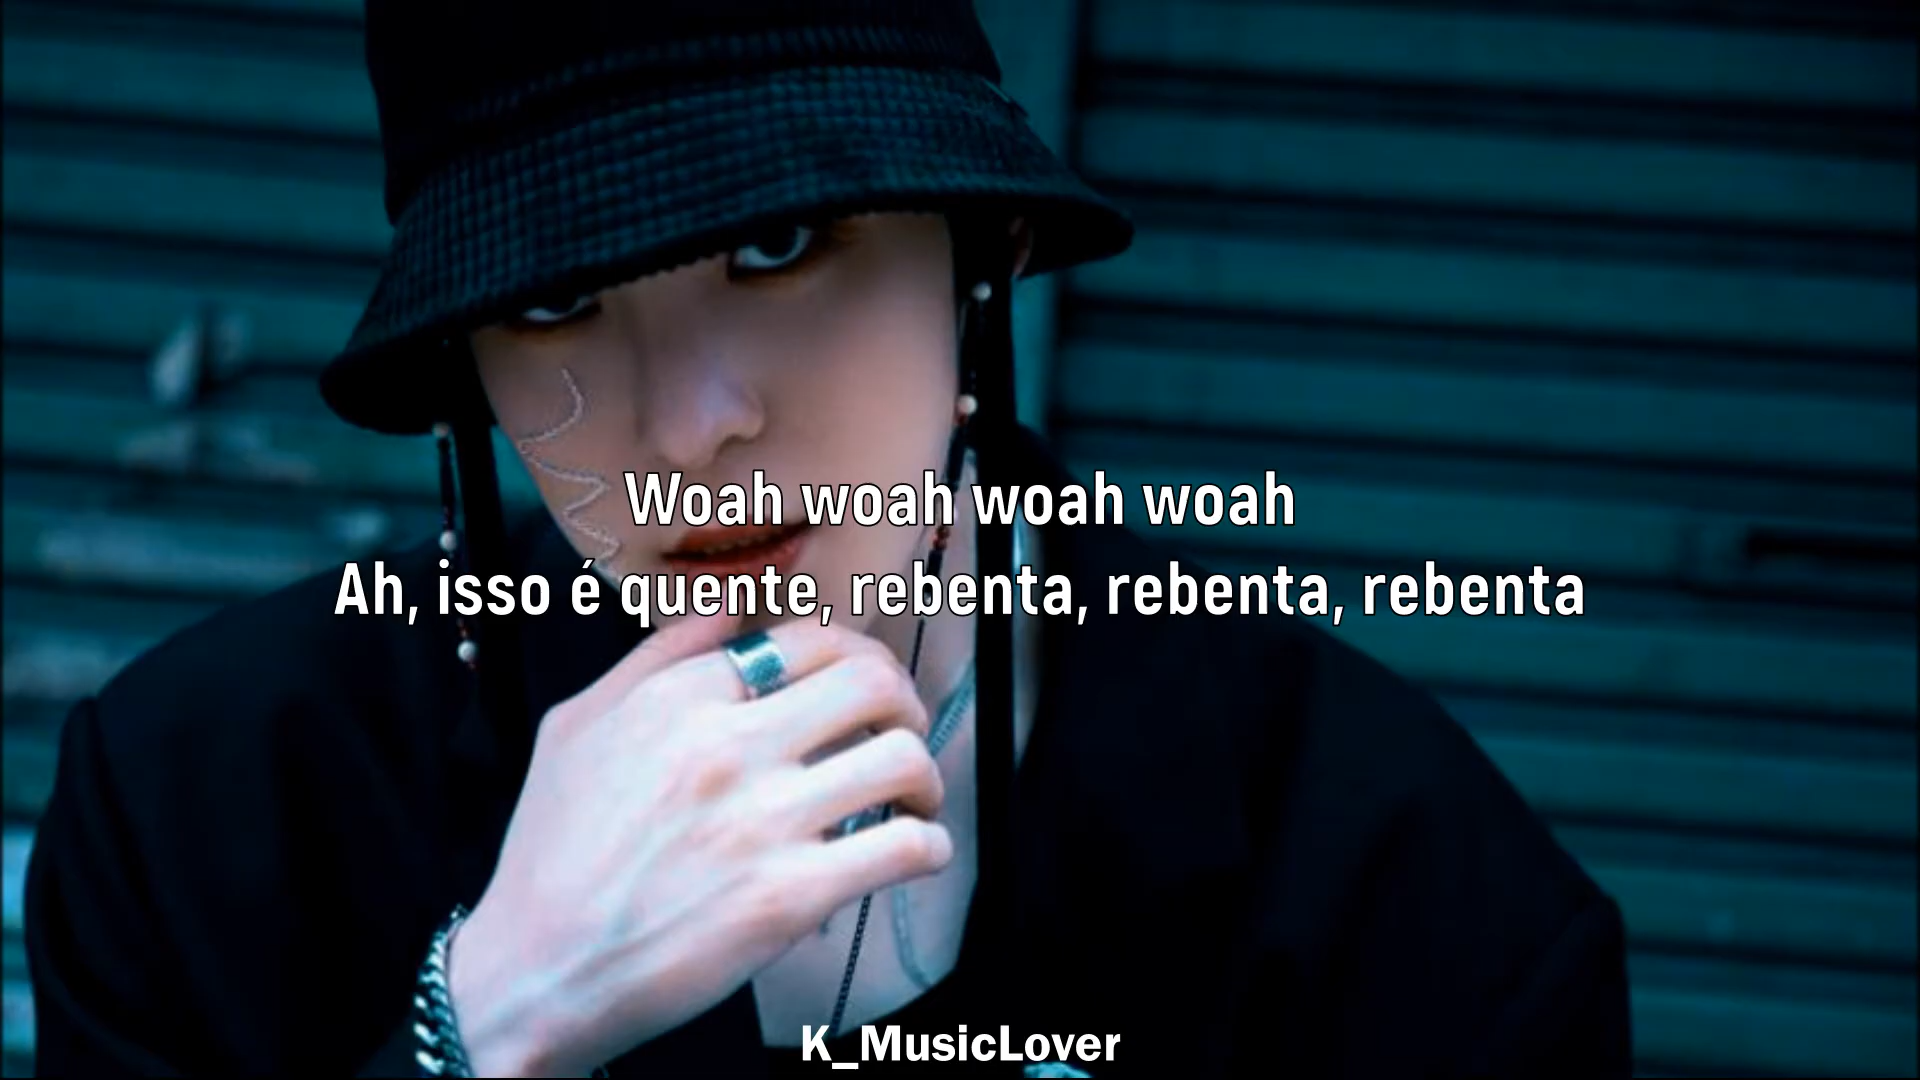 Woah woah woah woah
Ah, isso é quente, rebenta, rebenta, rebenta
K_MusicLover